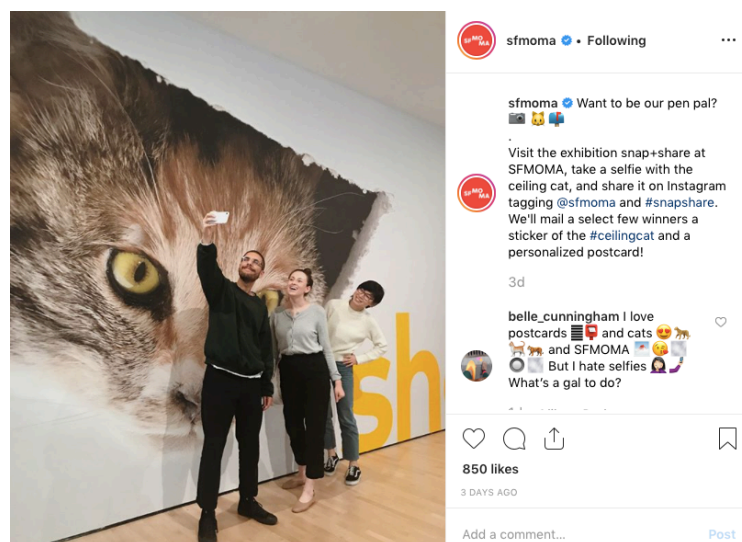 sh
SFMO
MA
sfmoma • Following
SFMO
MA
sfmoma Want to be our pen pal?
.
Visit the exhibition snap+share at
SFMOMA, take a selfie with the
ceiling cat, and share it on Instagram
tagging @sfmoma and #snapshare.
We'll mail a select few winners a
sticker of the #ceilingcat and a
personalized postcard!
3d
belle_cunningham I love
postcards and cats
and SFMOMA
But I hate selfies
What's a gal to do?
850 likes
3 DAYS AGO
Add a comment...
Post